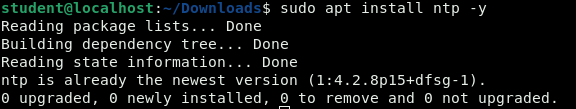 student@localhost:~/Downloads$ sudo apt install ntp -y
Reading package lists... Done
Building dependency tree... Done
Reading state information... Done
ntp is already the newest version (1:4.2.8p15+dfsg-1).
0 upgraded, 0 newly installed, 0 to remove and 0 not upgraded.